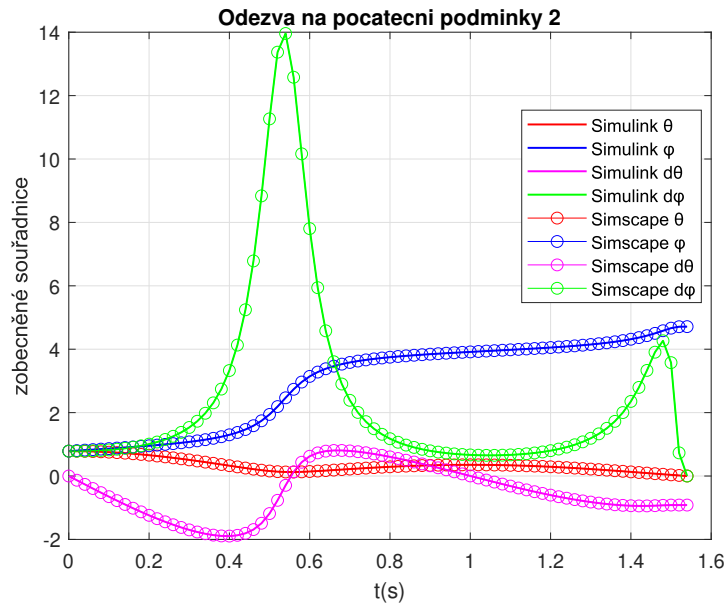 Odezva na pocatecni podminky 2
14
12
10
8
6
4
2
0
-2
zobecněné souřadnice
Simulink θ
Simulink φ
Simulink dθ
Simulink dφ
Simscape θ
Simscape φ
Simscape dθ
Simscape dφ
0 0.2 0.4 0.6 0.8 1 1.2 1.4 1.6
t(s)